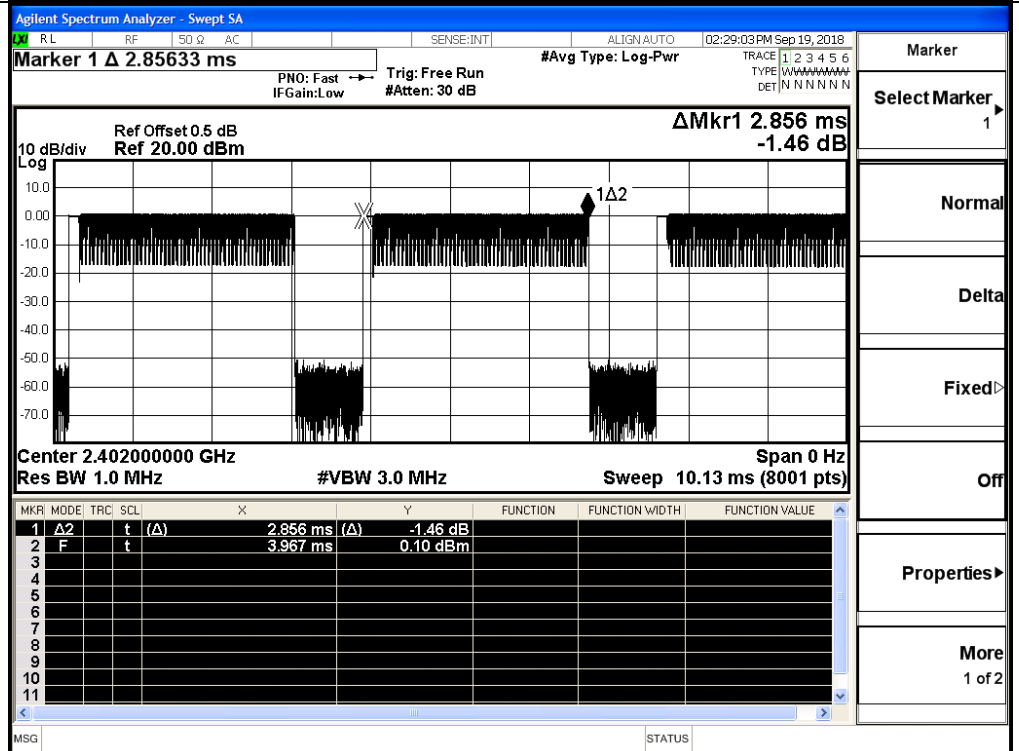 Agilent Spectrum Analyzer - Swept SA
LXI RL RF 50 Ω AC SENSE:INT ALIGN AUTO 02:29:03 PM Sep 19, 2018
Marker 1 Δ 2.85633 ms
PNO: Fast Trig: Free Run #Avg Type: Log-Pwr TRACE 1 2 3 4 5 6
TYPE WWWWWW
IFGain:Low #Atten: 30 dB DET N N N N N N
Ref Offset 0.5 dB ΔMkr1 2.856 ms
10 dB/div Ref 20.00 dBm -1.46 dB
Log
10.0
0.00
-10.0
-20.0
-30.0
-40.0
-50.0
-60.0
-70.0
1Δ2
Center 2.402000000 GHz Span 0 Hz
Res BW 1.0 MHz #VBW 3.0 MHz Sweep 10.13 ms (8001 pts)
MKR MODE TRC SCL X Y FUNCTION FUNCTION WIDTH FUNCTION VALUE
1 Δ2 t (Δ) 2.856 ms (Δ) -1.46 dB
2 F t 3.967 ms 0.10 dBm
3
4
5
6
7
8
9
10
11
MSG STATUS
Marker
Select Marker
1
Normal
Delta
Fixed
Off
Properties
More
1 of 2